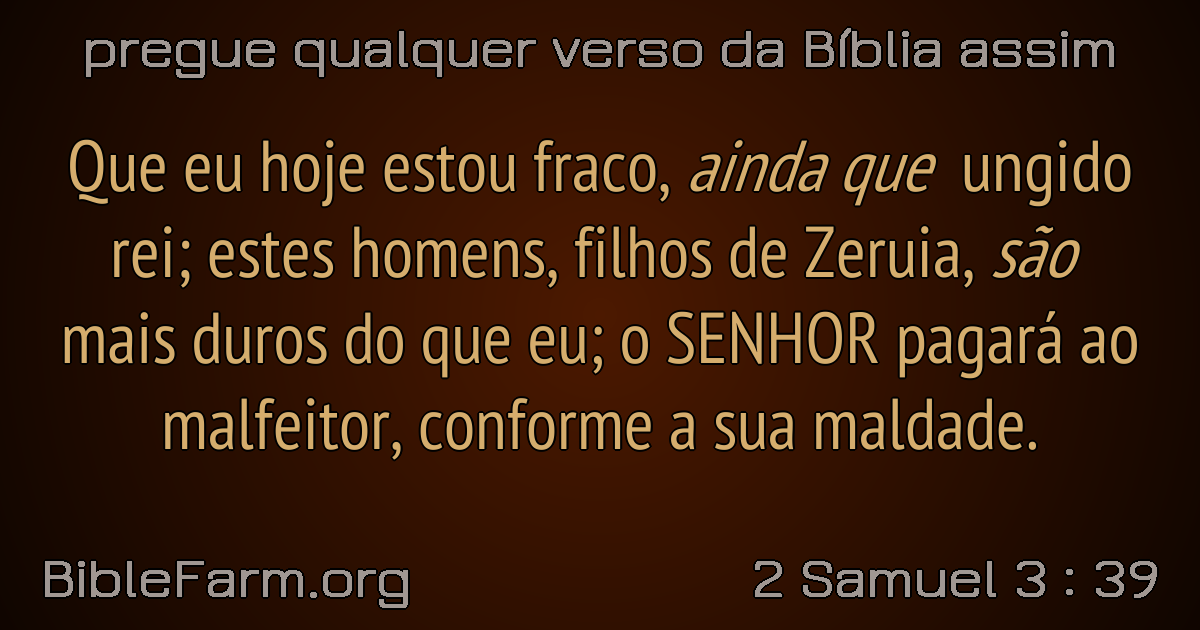 pregue qualquer verso da Bíblia assim
Que eu hoje estou fraco, ainda que ungido
rei; estes homens, filhos de Zeruia, são
mais duros do que eu; o SENHOR pagará ao
malfeitor, conforme a sua maldade.
BibleFarm.org
2 Samuel 3 : 39